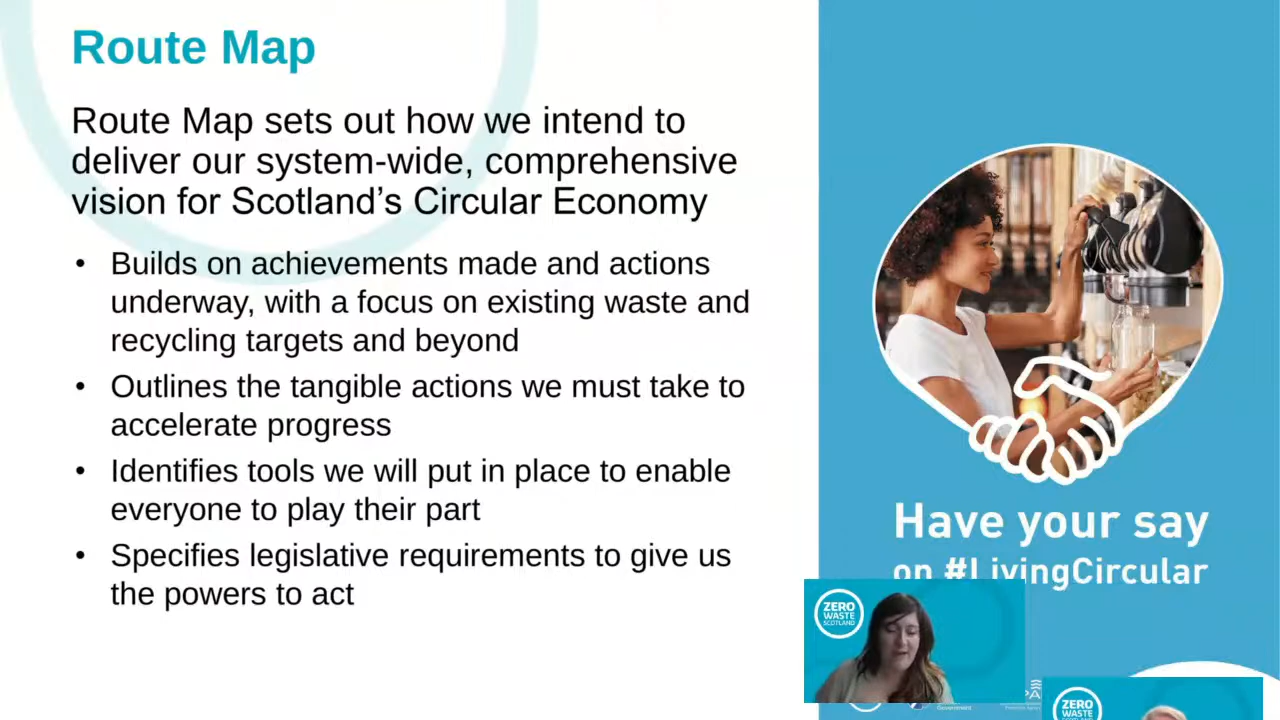 Route Map
Route Map sets out how we intend to
deliver our system-wide, comprehensive
vision for Scotland’s Circular Economy
• Builds on achievements made and actions
underway, with a focus on existing waste and
recycling targets and beyond
• Outlines the tangible actions we must take to
accelerate progress
• Identifies tools we will put in place to enable
everyone to play their part
• Specifies legislative requirements to give us
the powers to act
Have your say
on #LivingCircular
ZERO
WASTE
SCOTLAND
Government
ZERO
WASTE
SCOTLAND